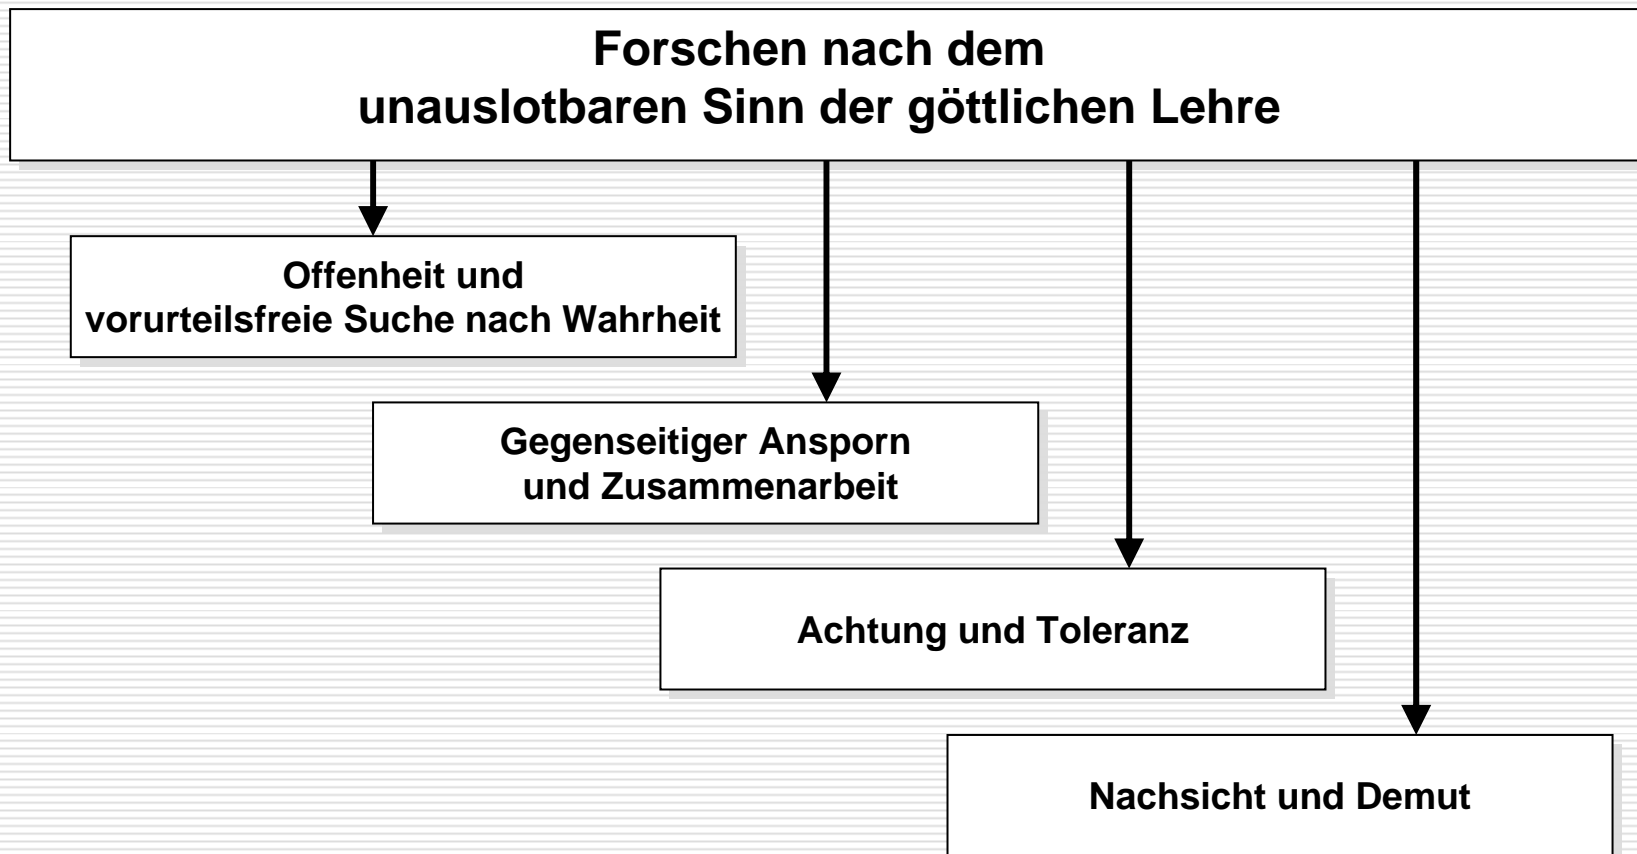 Forschen nach dem
unauslotbaren Sinn der göttlichen Lehre
Offenheit und
vorurteilsfreie Suche nach Wahrheit
Gegenseitiger Ansporn
und Zusammenarbeit
Achtung und Toleranz
Nachsicht und Demut